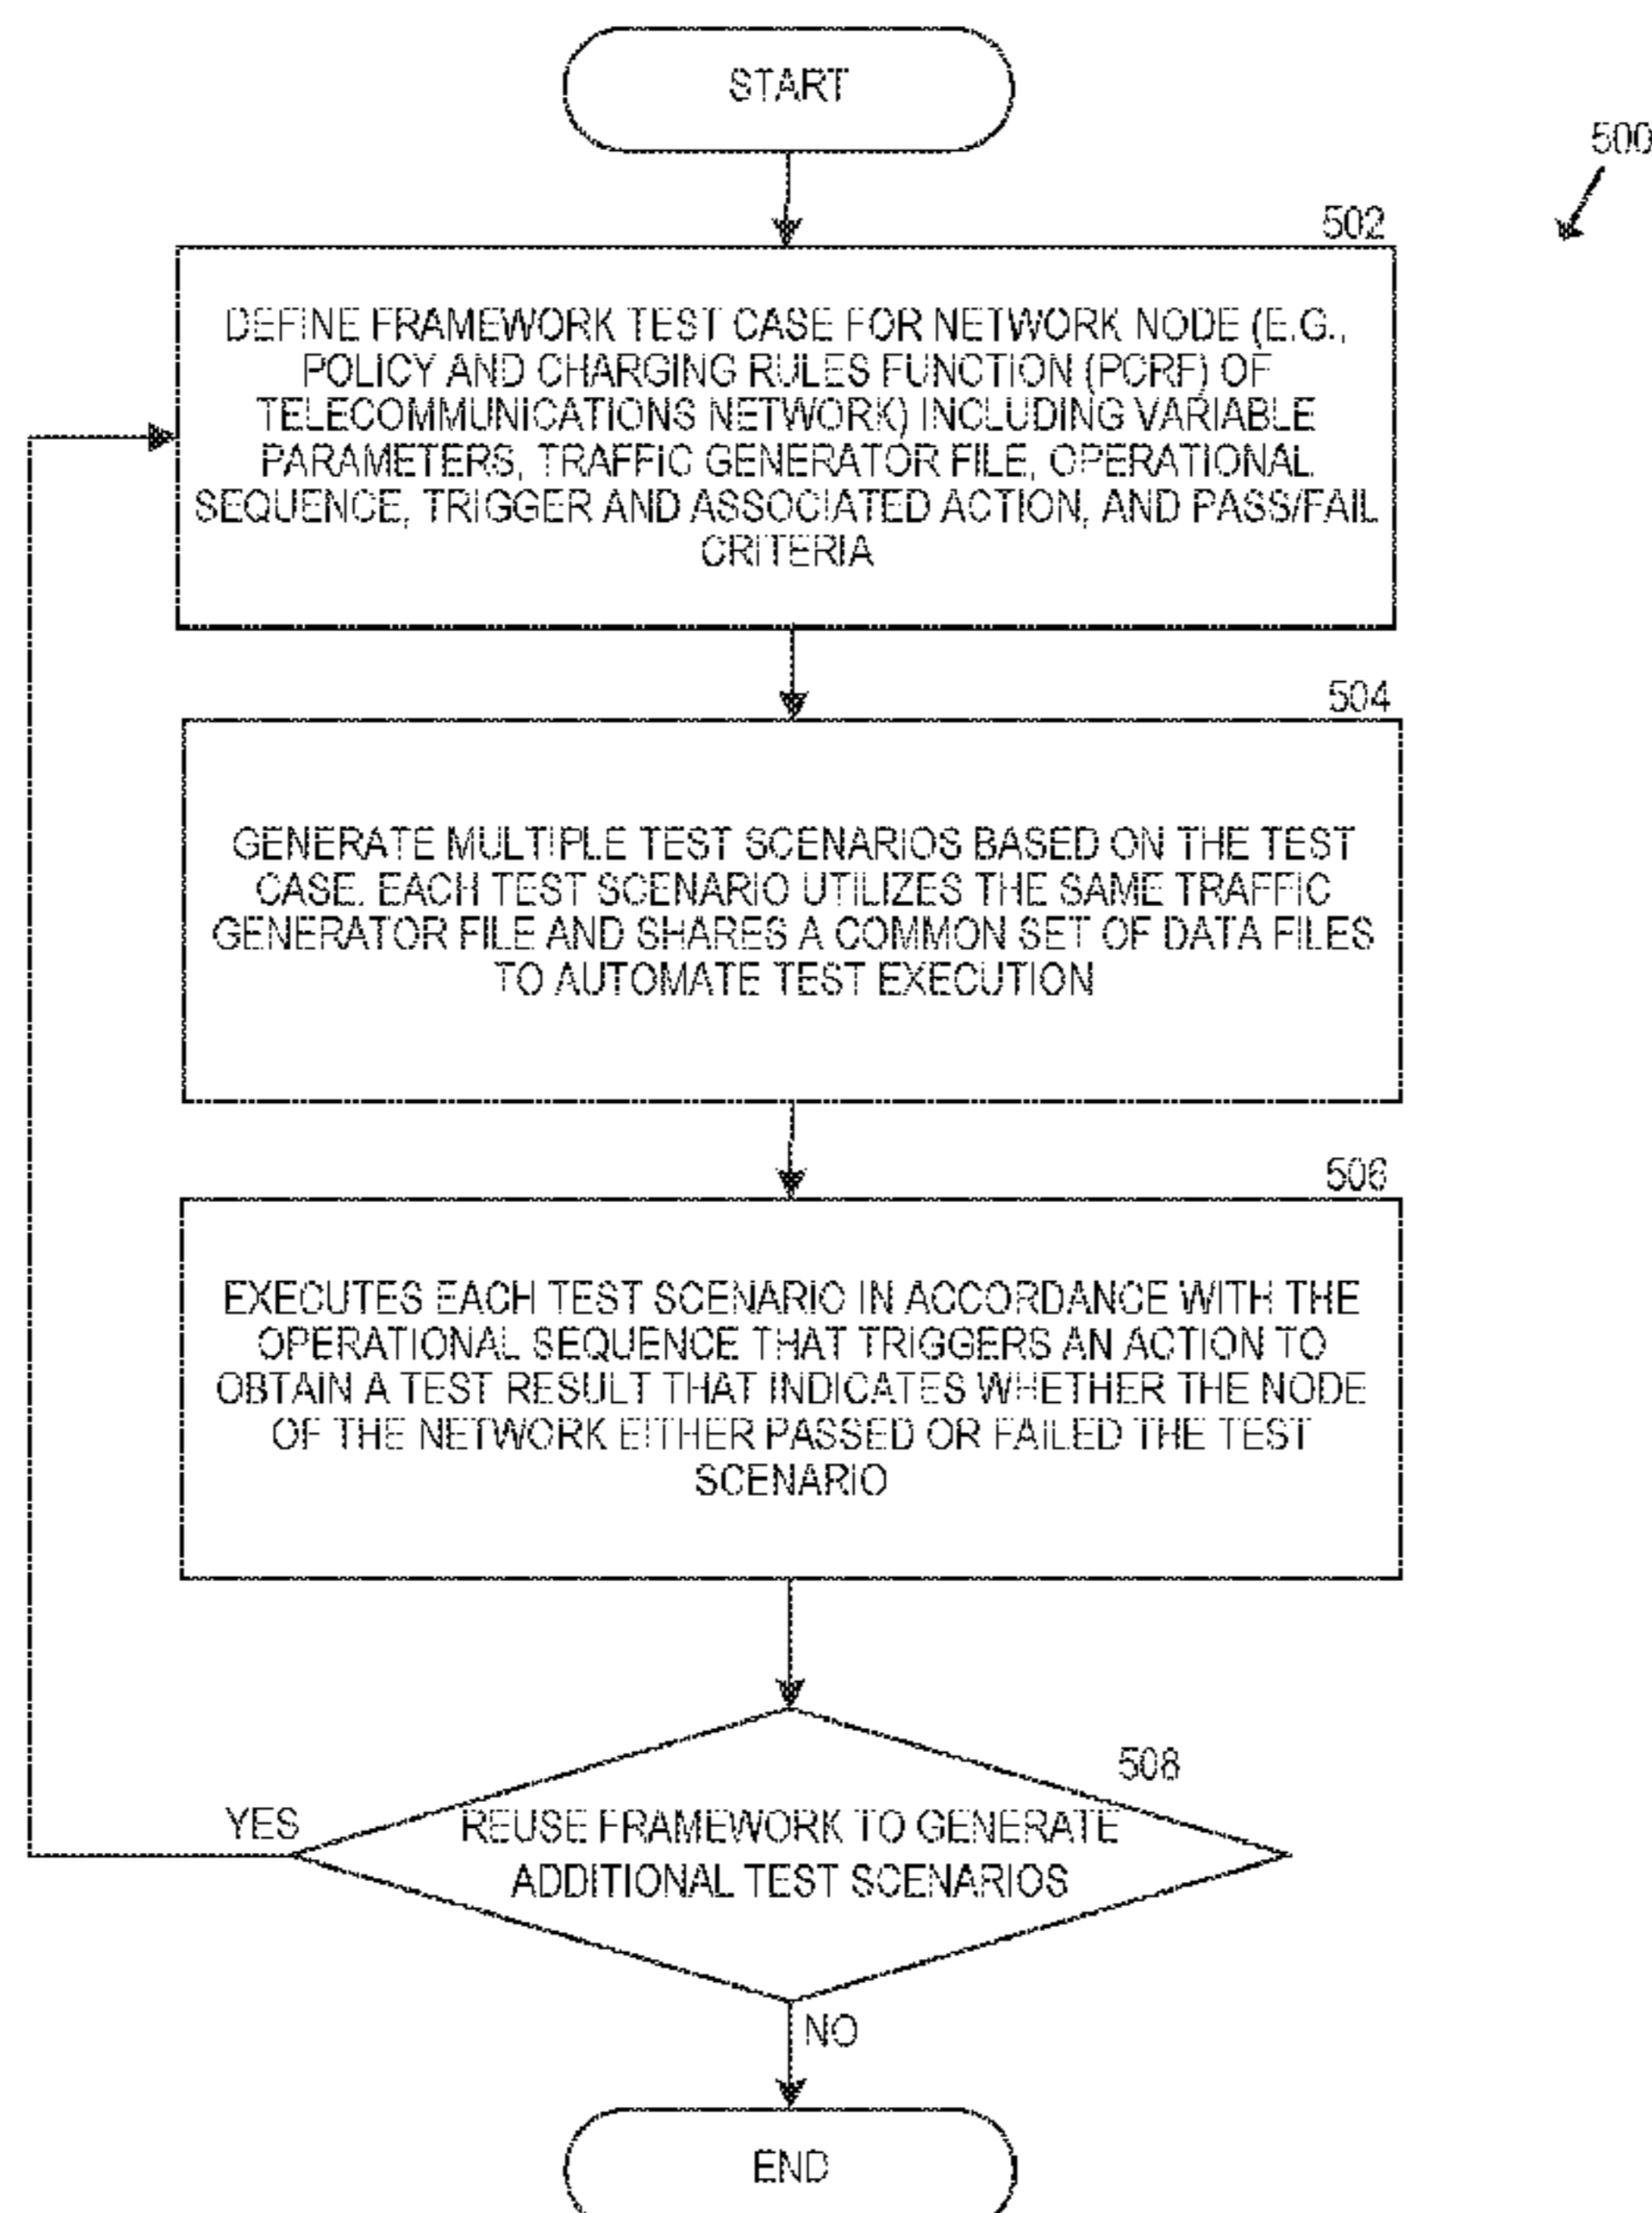 START
500
502
DEFINE FRAMEWORK TEST CASE FOR NETWORK NODE (E.G.,
POLICY AND CHARGING RULES FUNCTION (PCRF) OF
TELECOMMUNICATIONS NETWORK) INCLUDING VARIABLE
PARAMETERS, TRAFFIC GENERATOR FILE, OPERATIONAL
SEQUENCE, TRIGGER AND ASSOCIATED ACTION, AND PASS/FAIL
CRITERIA
504
GENERATE MULTIPLE TEST SCENARIOS BASED ON THE TEST
CASE. EACH TEST SCENARIO UTILIZES THE SAME TRAFFIC
GENERATOR FILE AND SHARES A COMMON SET OF DATA FILES
TO AUTOMATE TEST EXECUTION
506
EXECUTES EACH TEST SCENARIO IN ACCORDANCE WITH THE
OPERATIONAL SEQUENCE THAT TRIGGERS AN ACTION TO
OBTAIN A TEST RESULT THAT INDICATES WHETHER THE NODE
OF THE NETWORK EITHER PASSED OR FAILED THE TEST
SCENARIO
508
YES
REUSE FRAMEWORK TO GENERATE
ADDITIONAL TEST SCENARIOS
NO
END